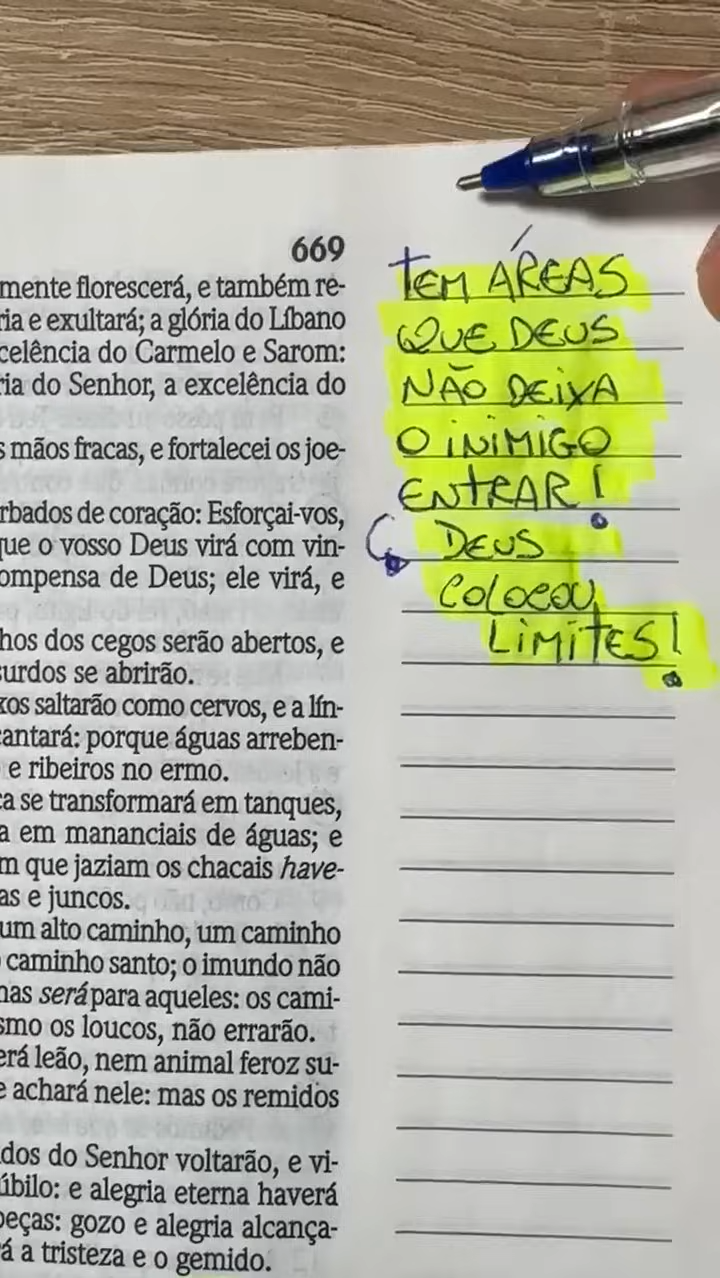 669
mente florescerá, e também re-
ria e exultará; a glória do Líbano
celência do Carmelo e Sarom:
ria do Senhor, a excelência do
s mãos fracas, e fortalecei os joe-
rbados de coração: Esforçai-vos,
que o vosso Deus virá com vin-
ompensa de Deus; ele virá, e
hos dos cegos serão abertos, e
surdos se abrirão.
xos saltarão como cervos, e a lín-
antará: porque águas arreben-
e ribeiros no ermo.
ca se transformará em tanques,
a em mananciais de águas; e
m que jaziam os chacais have-
as e juncos.
um alto caminho, um caminho
caminho santo; o imundo não
mas será para aqueles: os cami-
smo os loucos, não errarão.
erá leão, nem animal feroz su-
e achará nele: mas os remidos
dos do Senhor voltarão, e vi-
úbilo: e alegria eterna haverá
beças: gozo e alegria alcança-
á a tristeza e o gemido.
TEM ÁREAS
QUE DEUS
NÃO DEIXA
O INIMIGO
ENTRAR!
DEUS
COLOCOU
LIMITES!